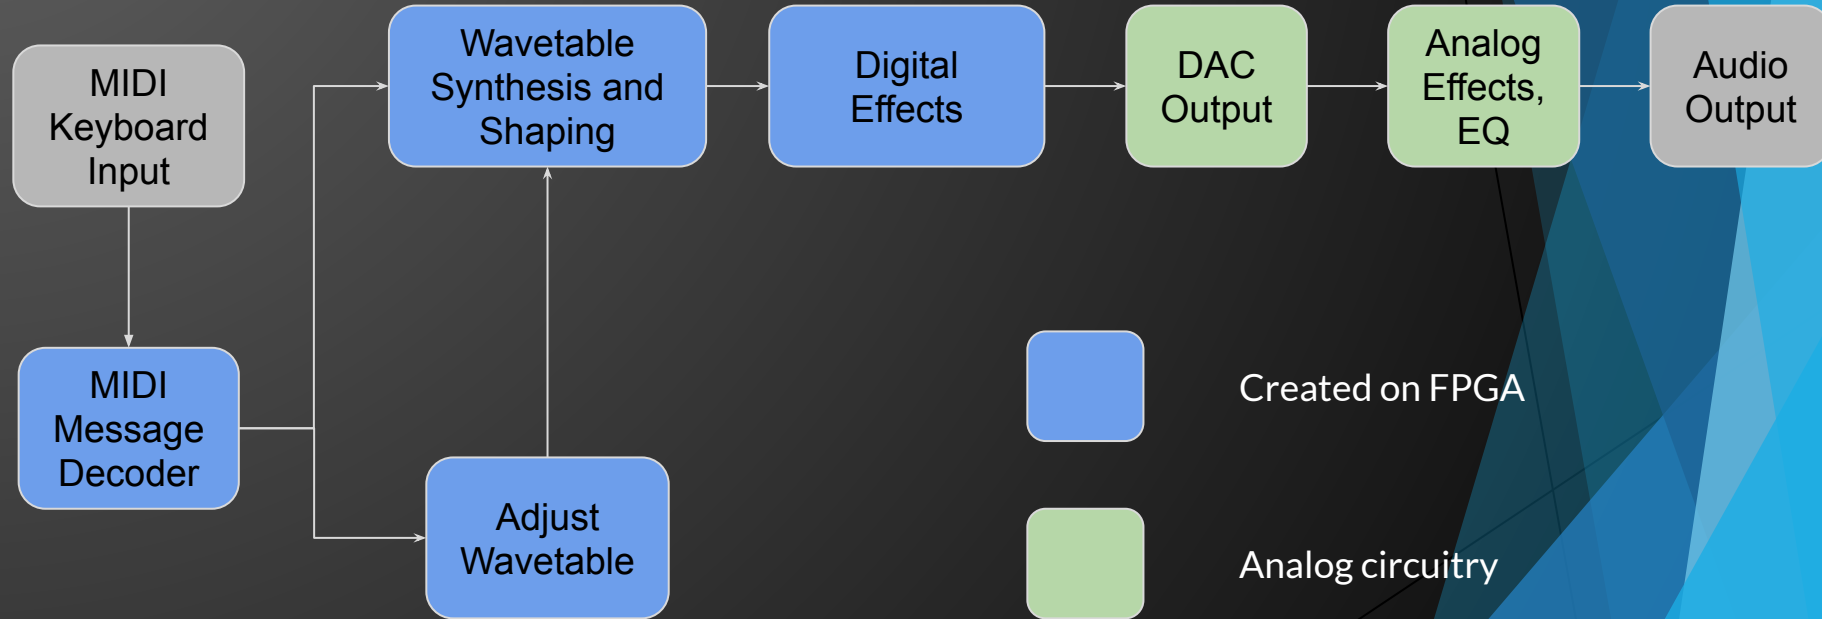 MIDI
Keyboard
Input
Wavetable
Synthesis and
Shaping
Digital
Effects
DAC
Output
Analog
Effects,
EQ
Audio
Output
MIDI
Message
Decoder
Adjust
Wavetable
Created on FPGA
Analog circuitry